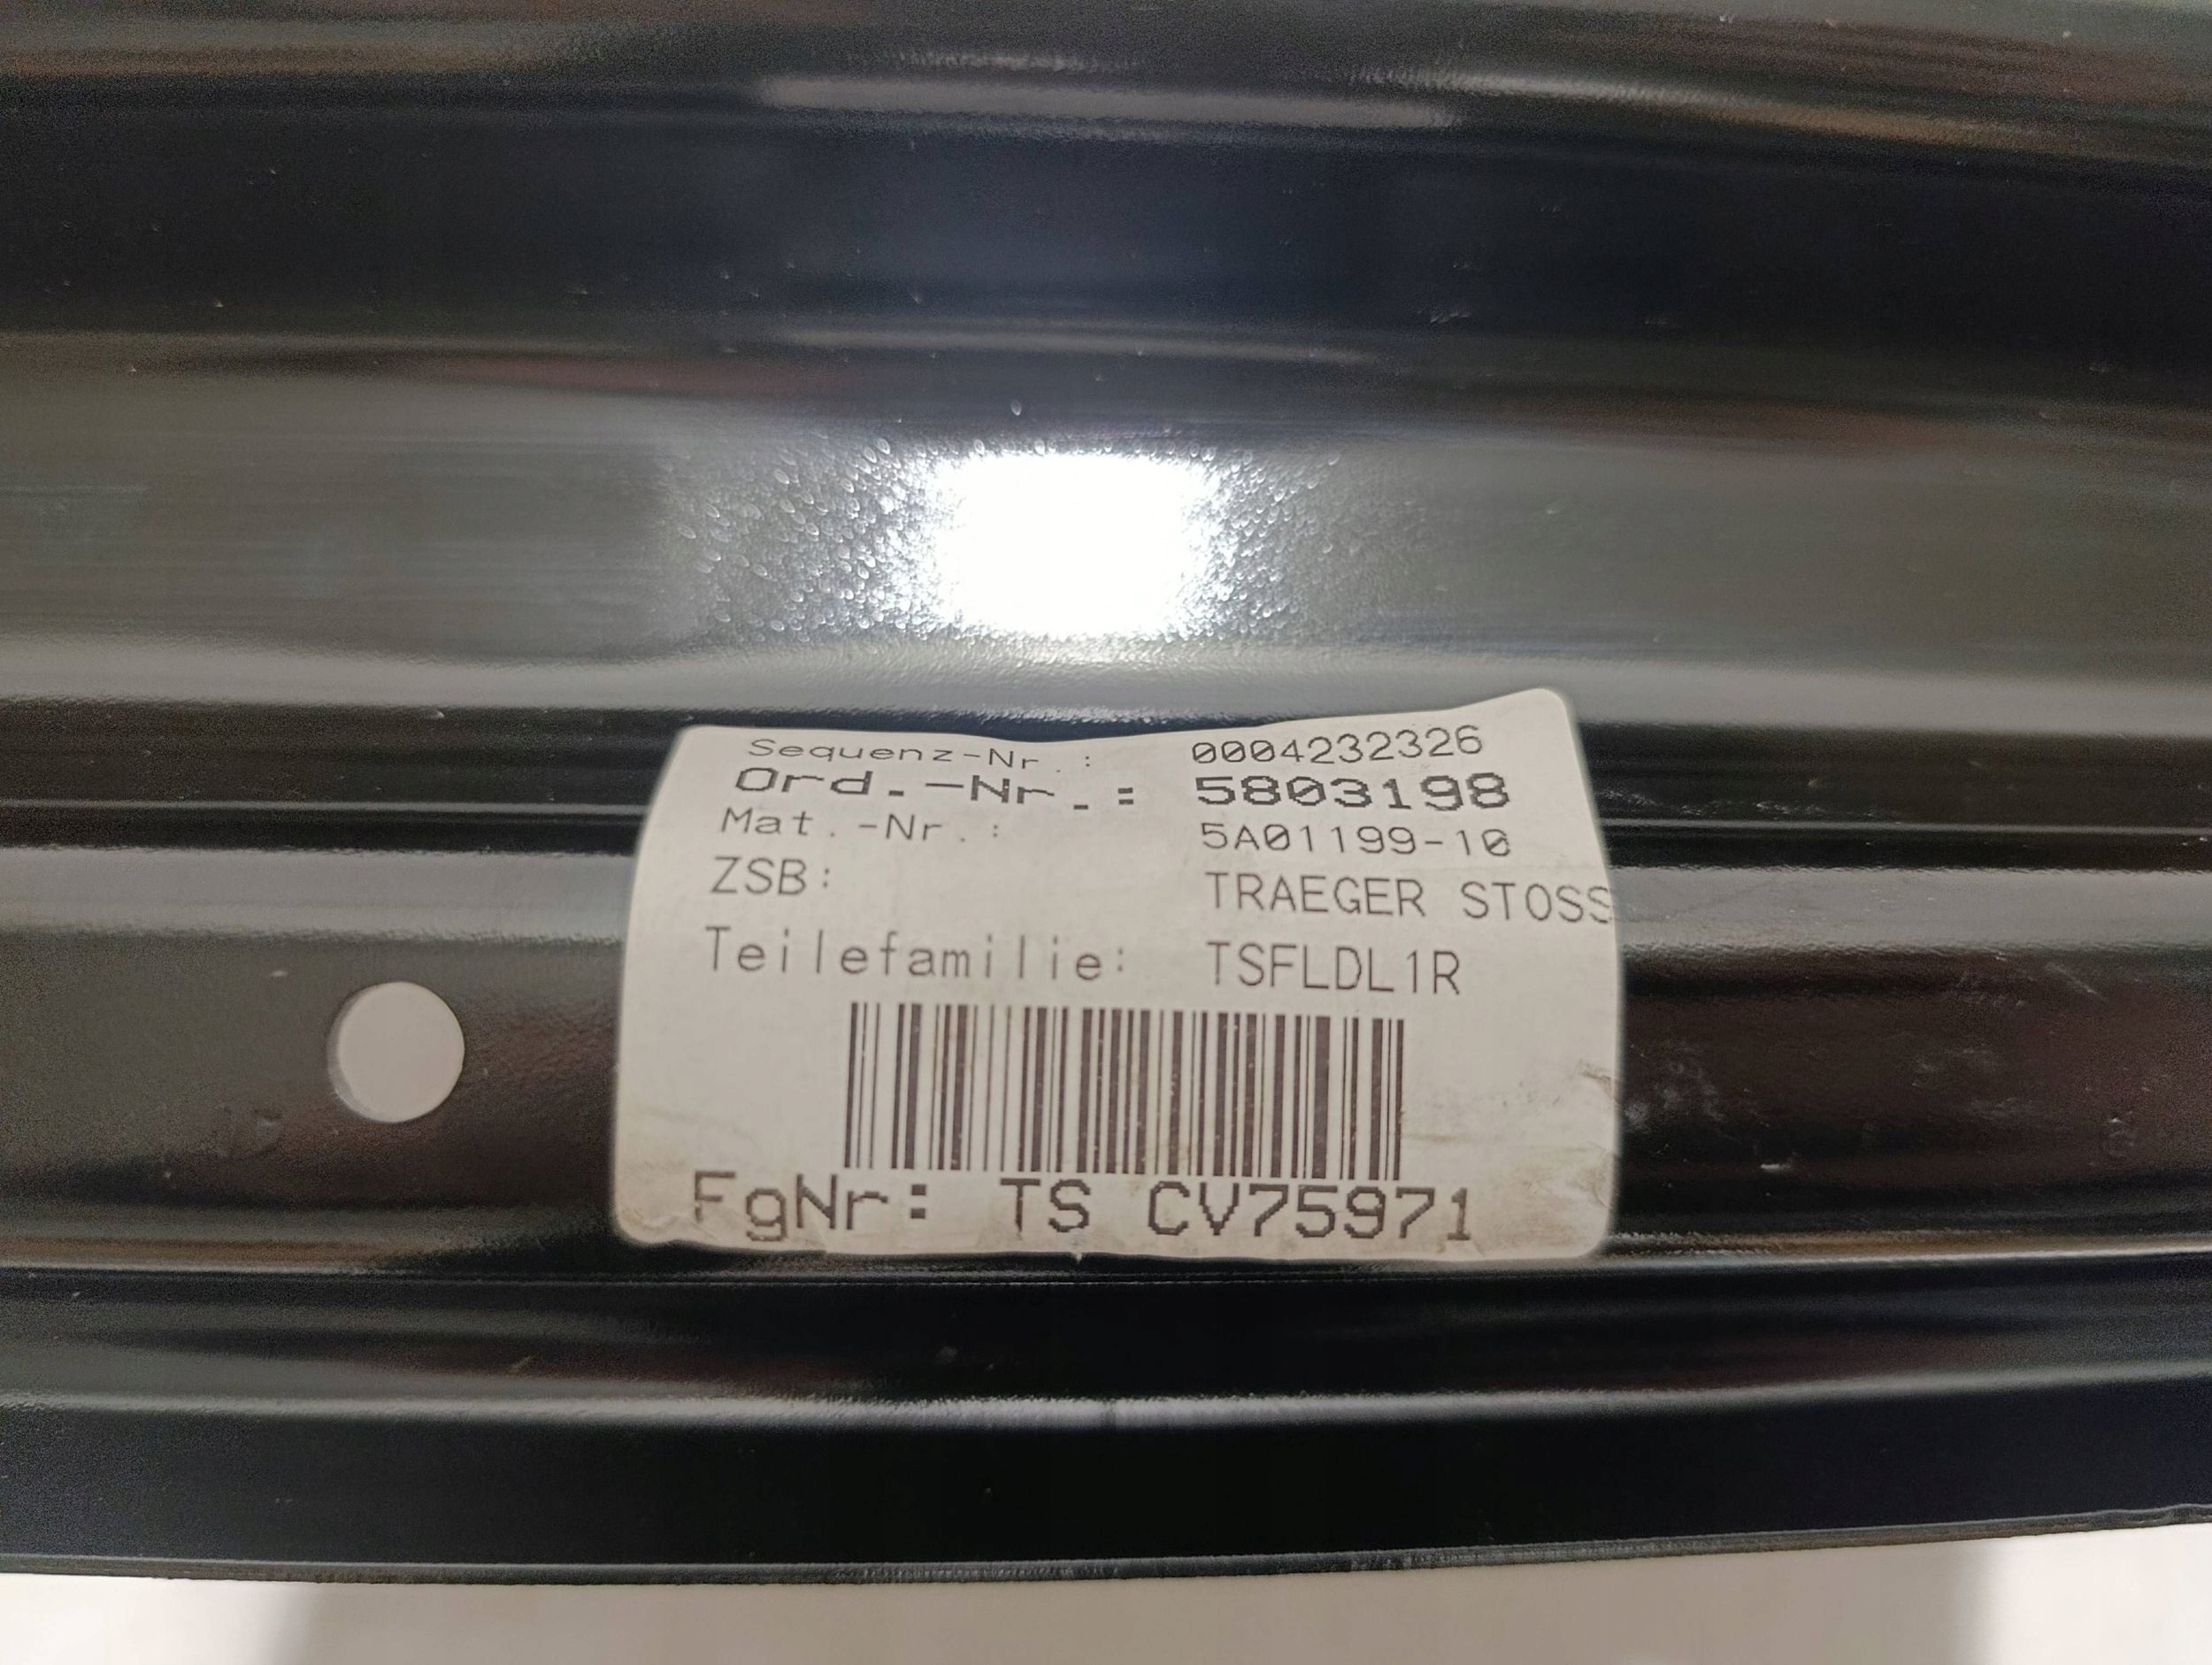 Sequenz-Nr.: 0004232326
Ord.-Nr.: 5803198
Mat.-Nr.: 5A01199-10
ZSB: TRAEGER STOSS
Teilefamilie: TSFLDL1R
FgNr: TS CV75971